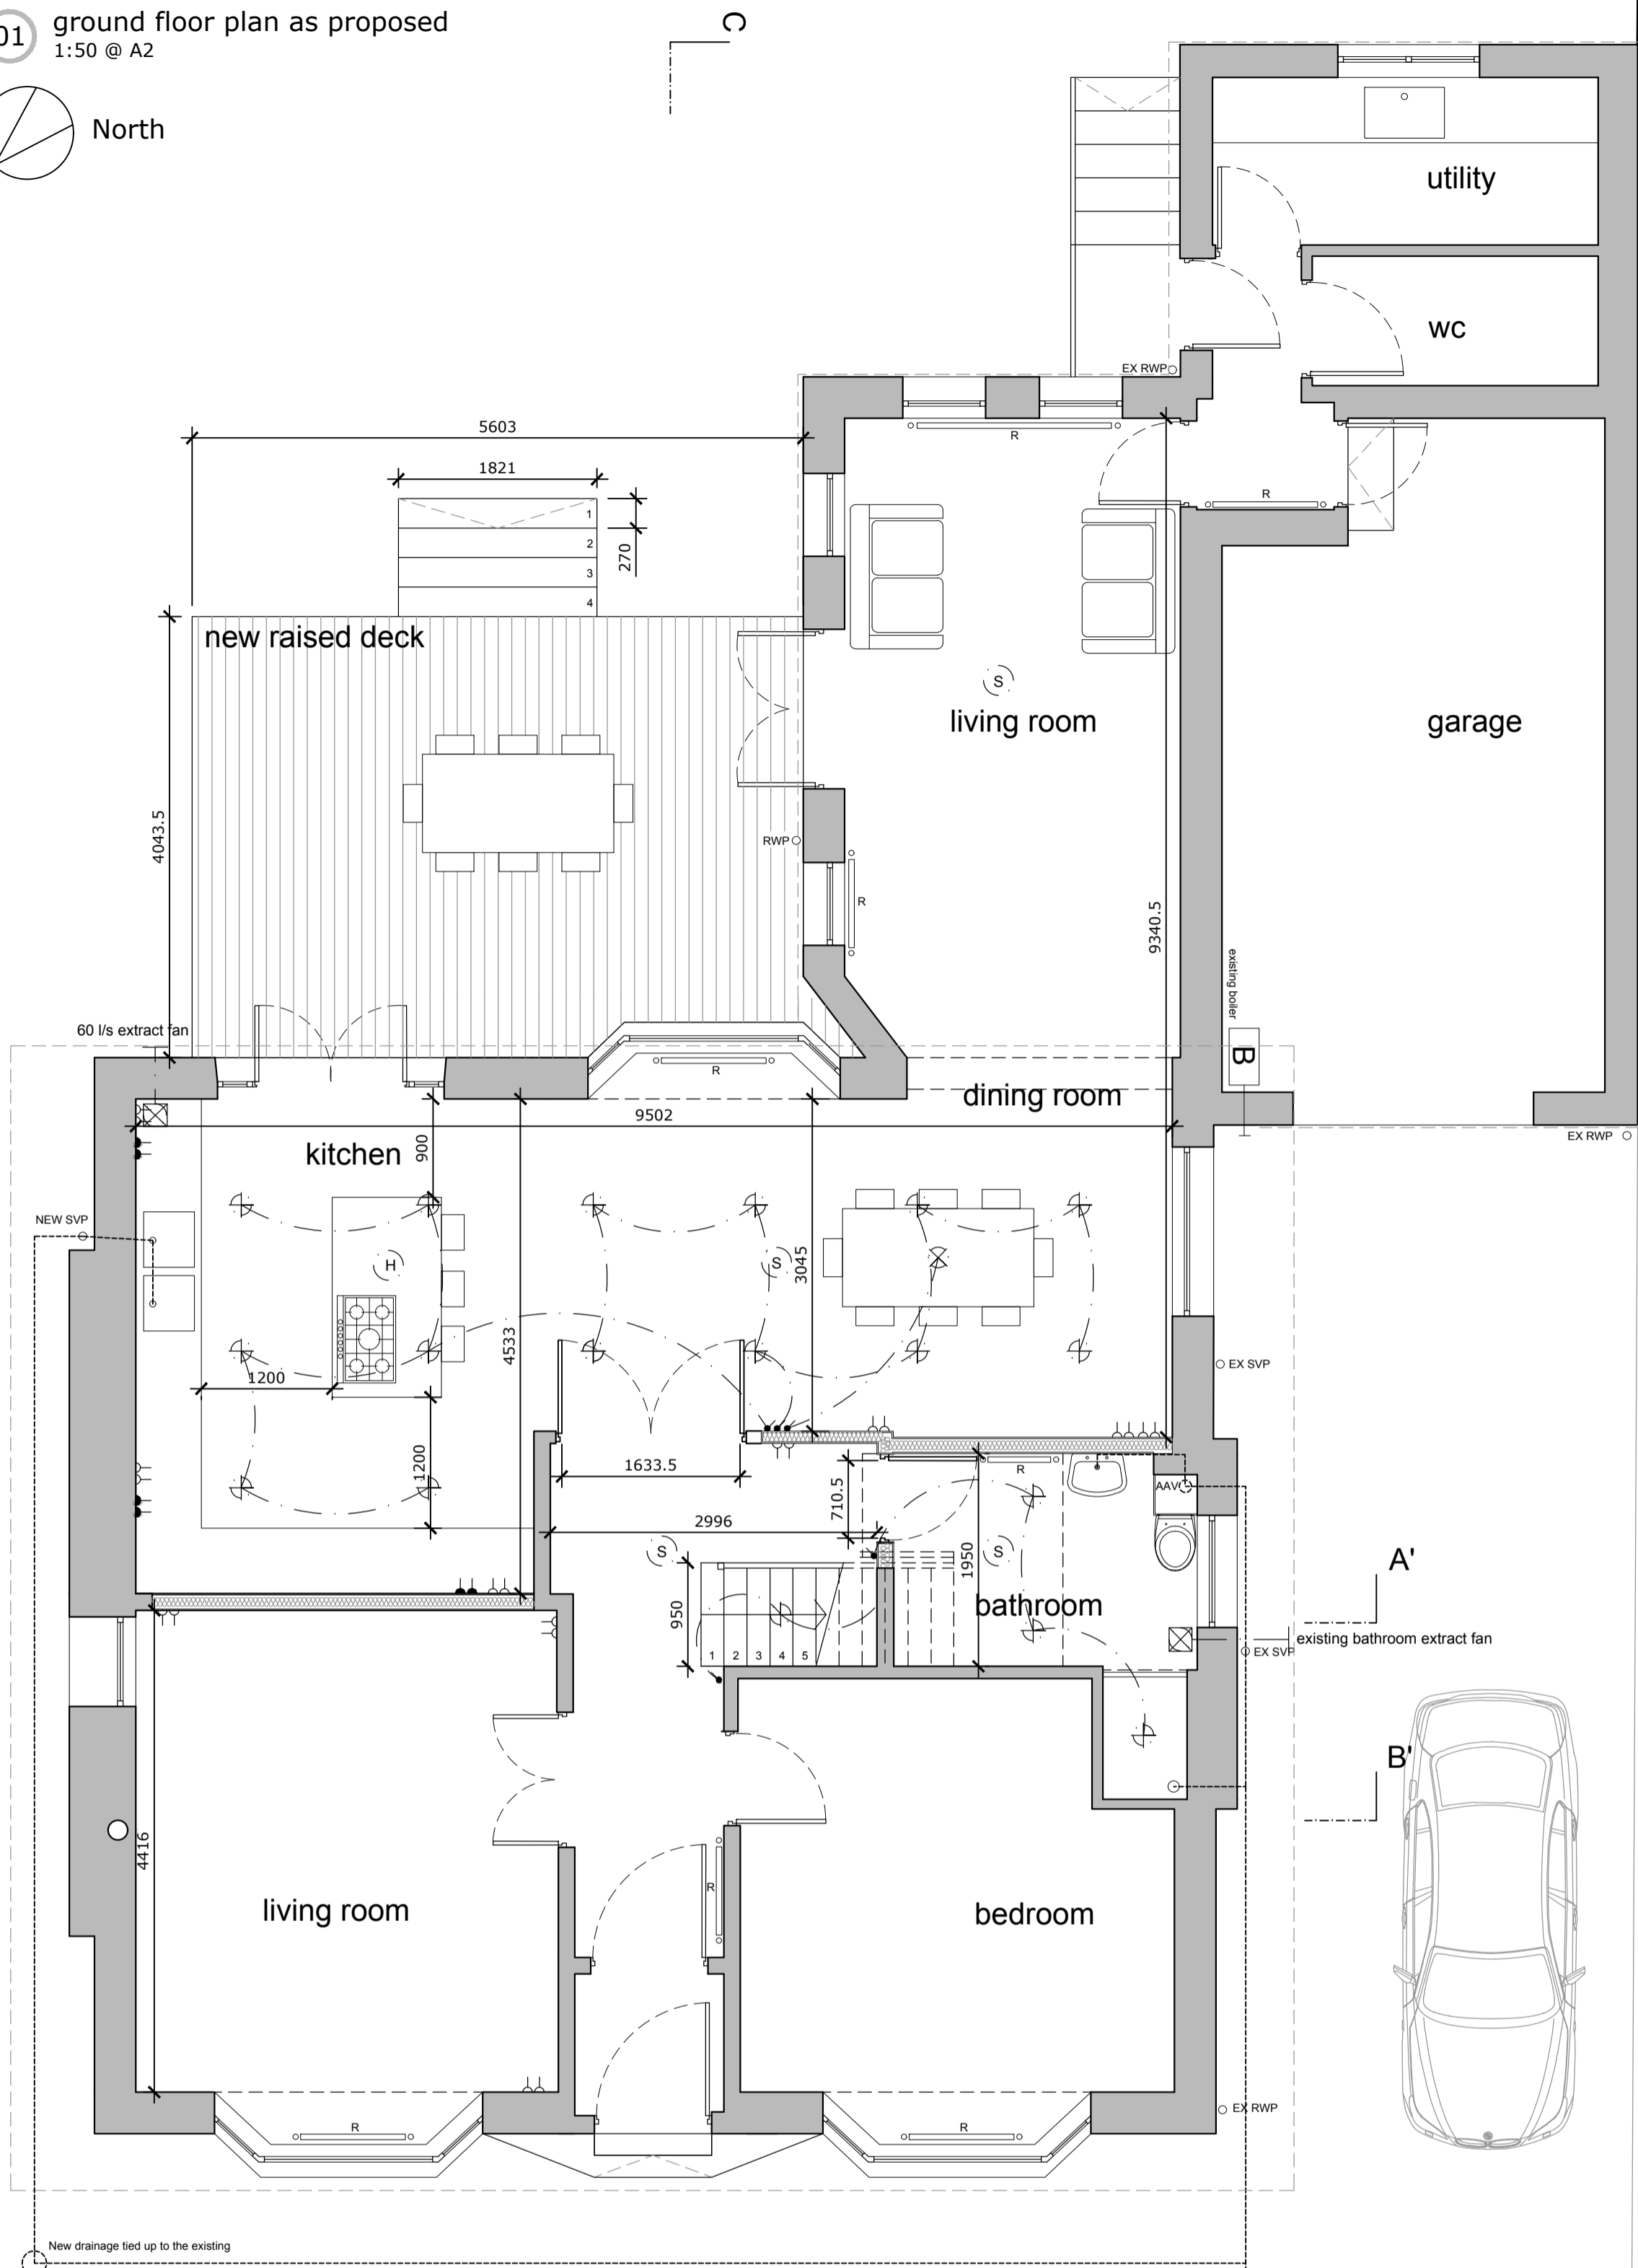 01
ground floor plan as proposed
1:50 @ A2
North
C
utility
wc
EX RWP
R
R
5603
1821
1
2
3
4
270
new raised deck
S
living room
garage
4043.5
RWP
R
9340.5
existing boiler
60 l/s extract fan
B
R
dining room
9502
EX RWP
kitchen
900
NEW SVP
H
S
3045
4533
EX SVP
1200
1200
1633.5
710.5
R
AAV
2996
S
1950
S
A'
950
bathroom
existing bathroom extract fan
EX SVP
1
2
3
4
5
B'
4416
R
living room
bedroom
EX RWP
R
R
New drainage tied up to the existing